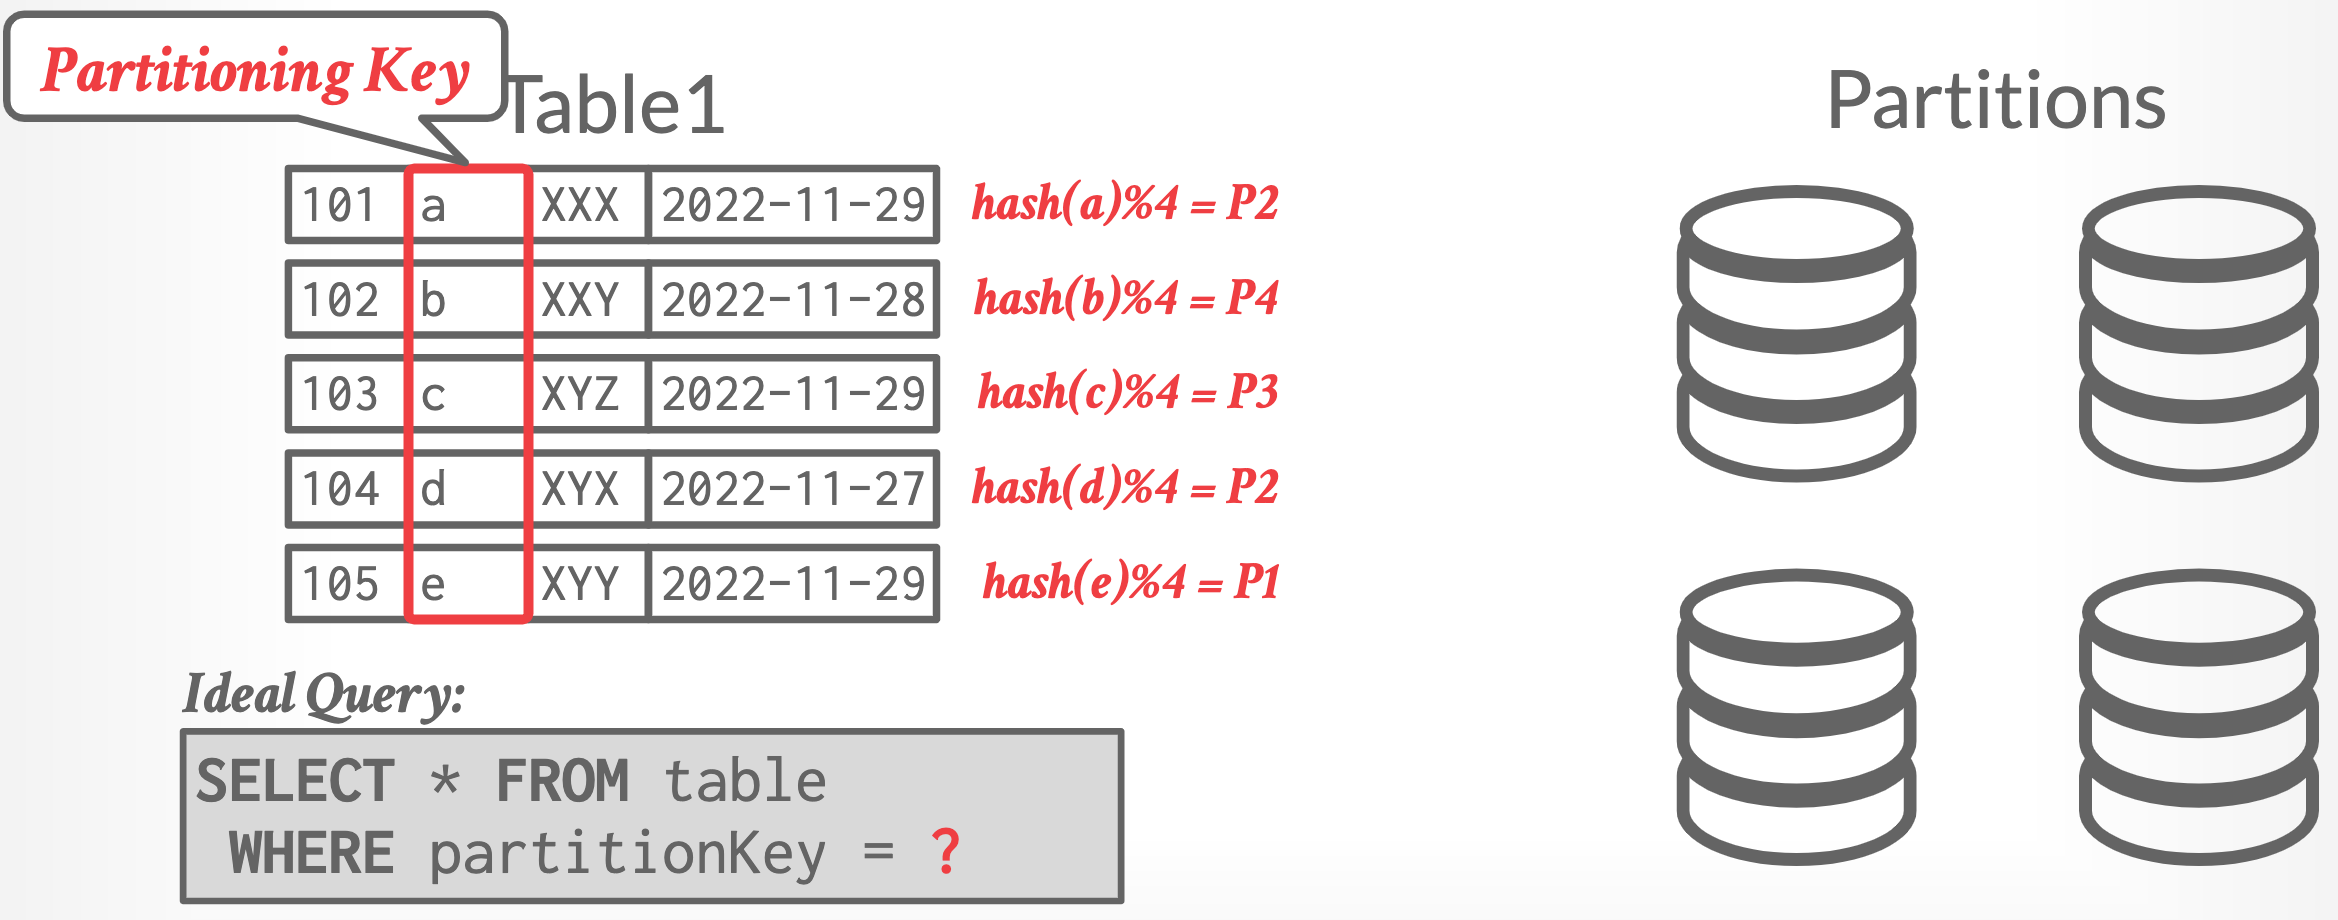 Partitioning Key
Table1
Partitions
101 a XXX 2022-11-29 hash(a)%4 = P2
102 b XXY 2022-11-28 hash(b)%4 = P4
103 c XYZ 2022-11-29 hash(c)%4 = P3
104 d XYX 2022-11-27 hash(d)%4 = P2
105 e XYY 2022-11-29 hash(e)%4 = P1
Ideal Query:
SELECT * FROM table
WHERE partitionKey = ?